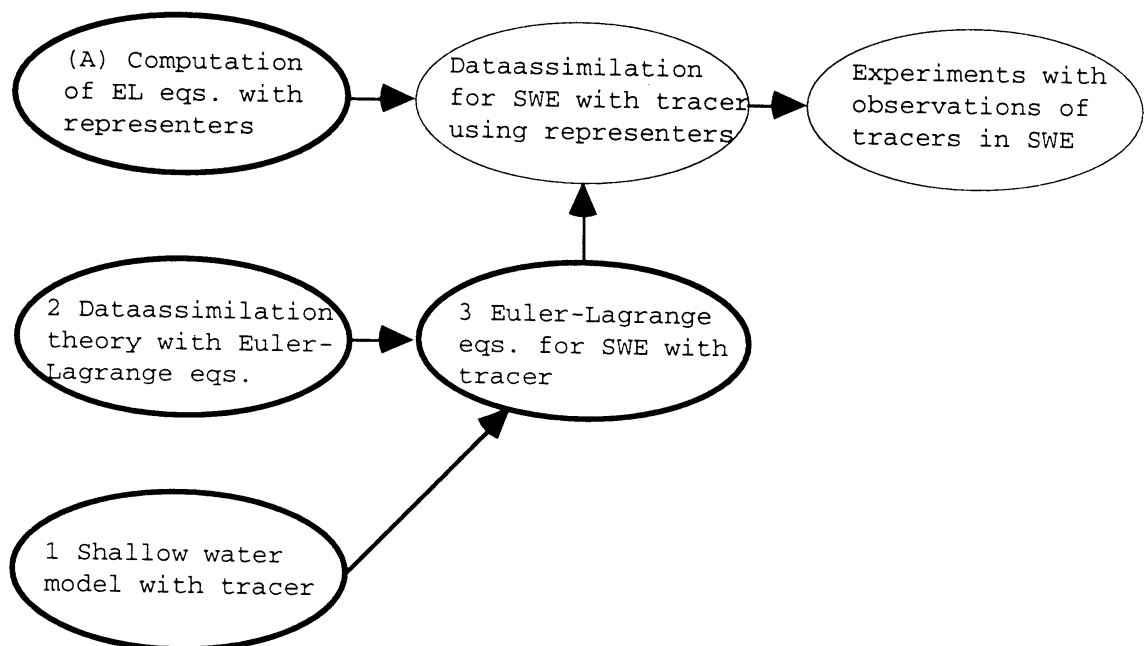 (A) Computation
of EL eqs. with
representers
Dataassimilation
for SWE with tracer
using representers
Experiments with
observations of
tracers in SWE
2 Dataassimilation
theory with Euler-
Lagrange eqs.
3 Euler-Lagrange
eqs. for SWE with
tracer
1 Shallow water
model with tracer